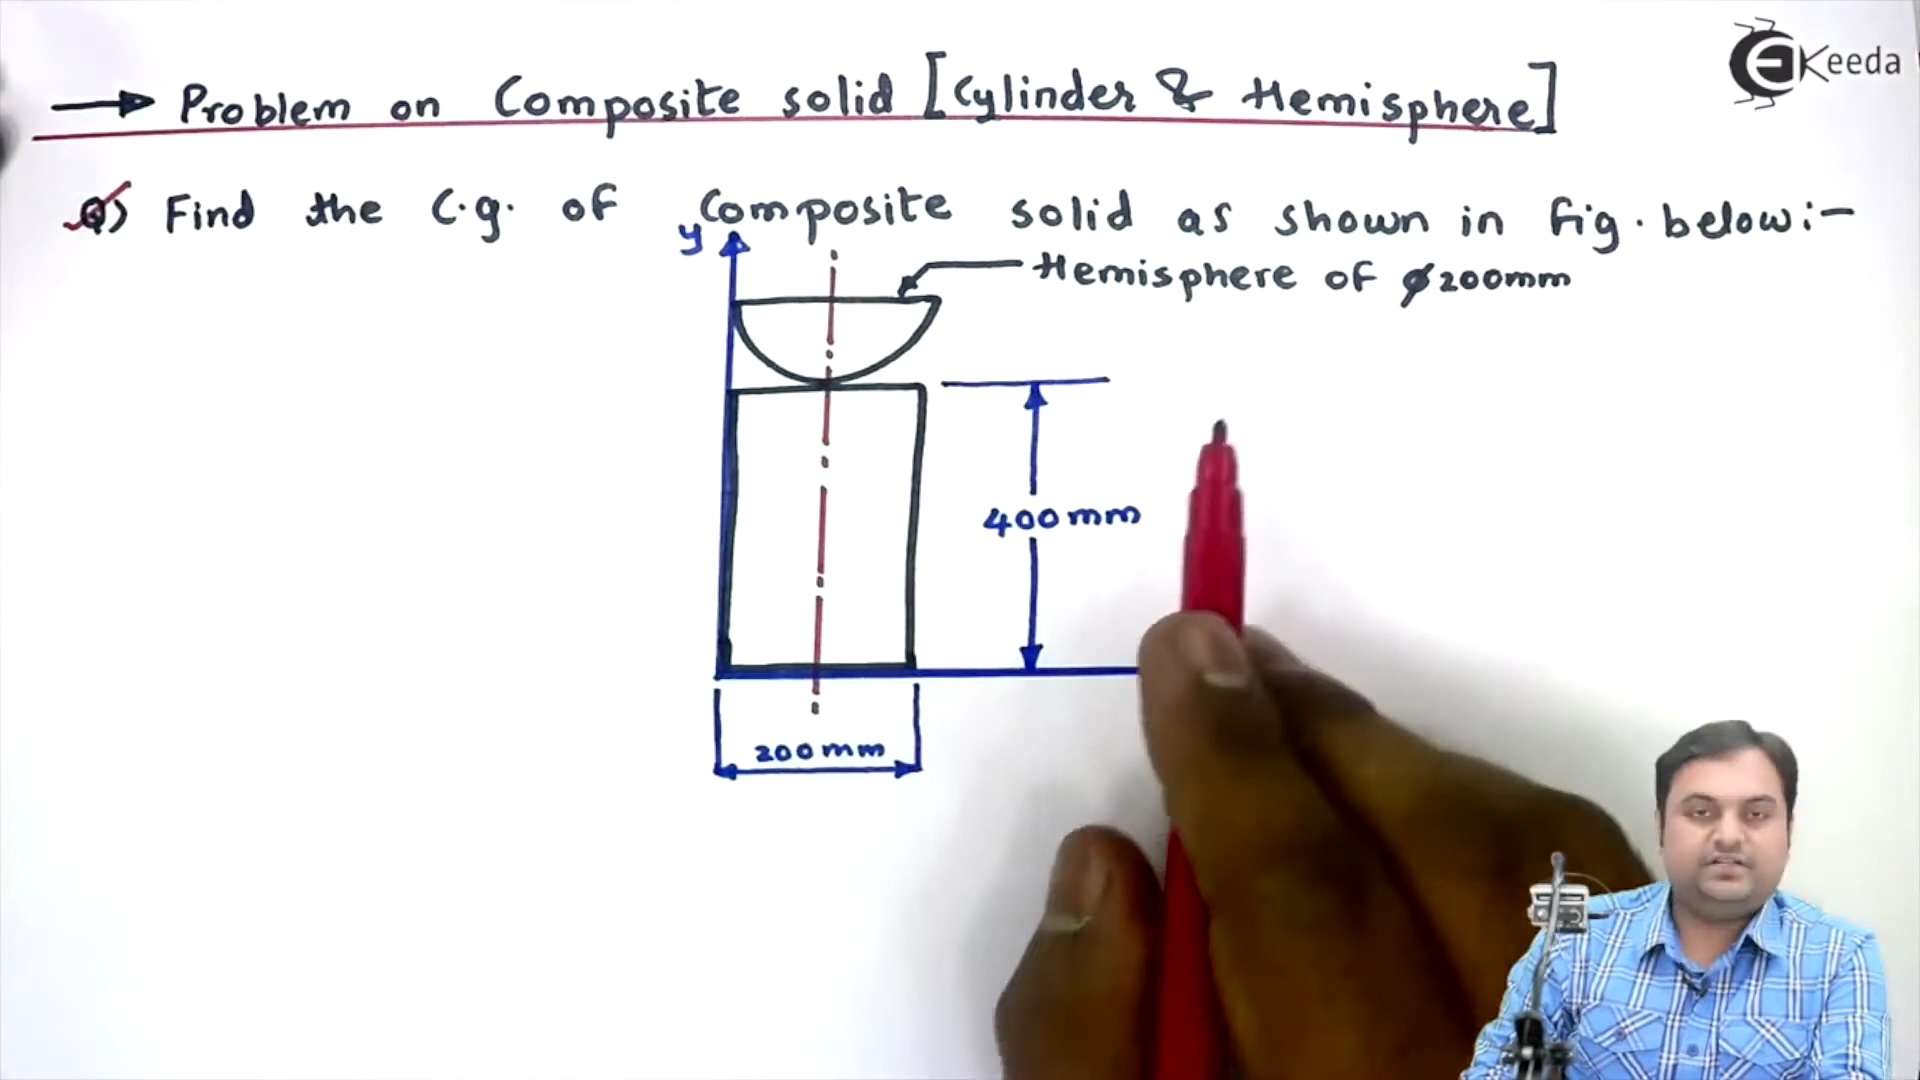 EKeeda
→ Problem on Composite solid [Cylinder & Hemisphere]
Q) Find the C.g. of Composite solid as shown in fig. below:-
y
Hemisphere of ϕ200mm
400mm
200mm